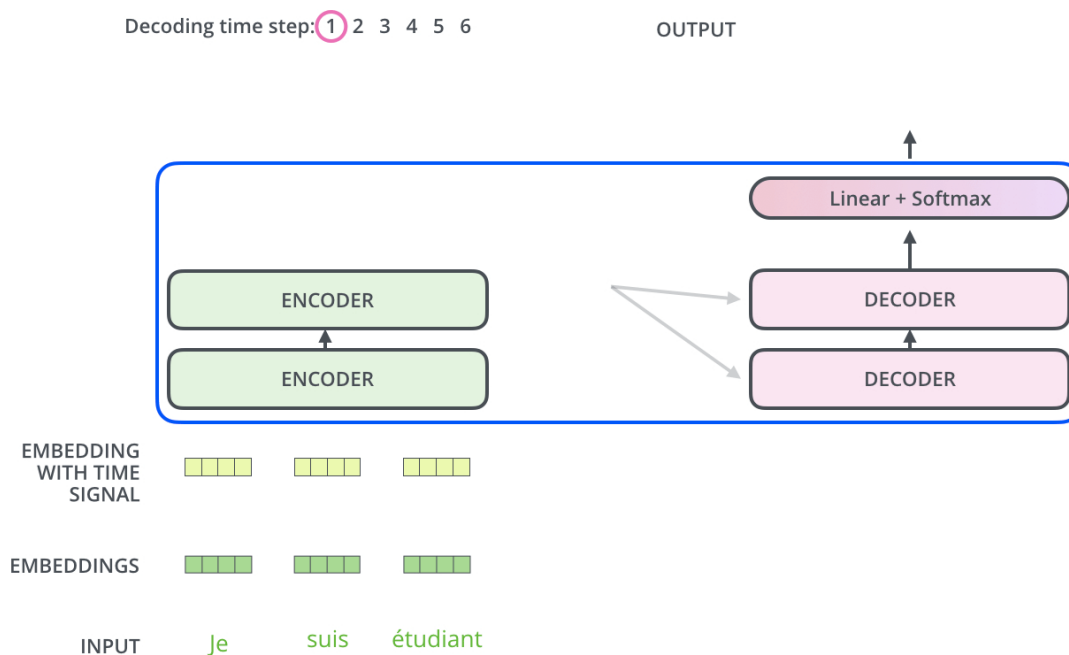 Decoding time step: 1 2 3 4 5 6
OUTPUT
Linear + Softmax
ENCODER
DECODER
ENCODER
DECODER
EMBEDDING
WITH TIME
SIGNAL
EMBEDDINGS
INPUT
Je
suis
étudiant